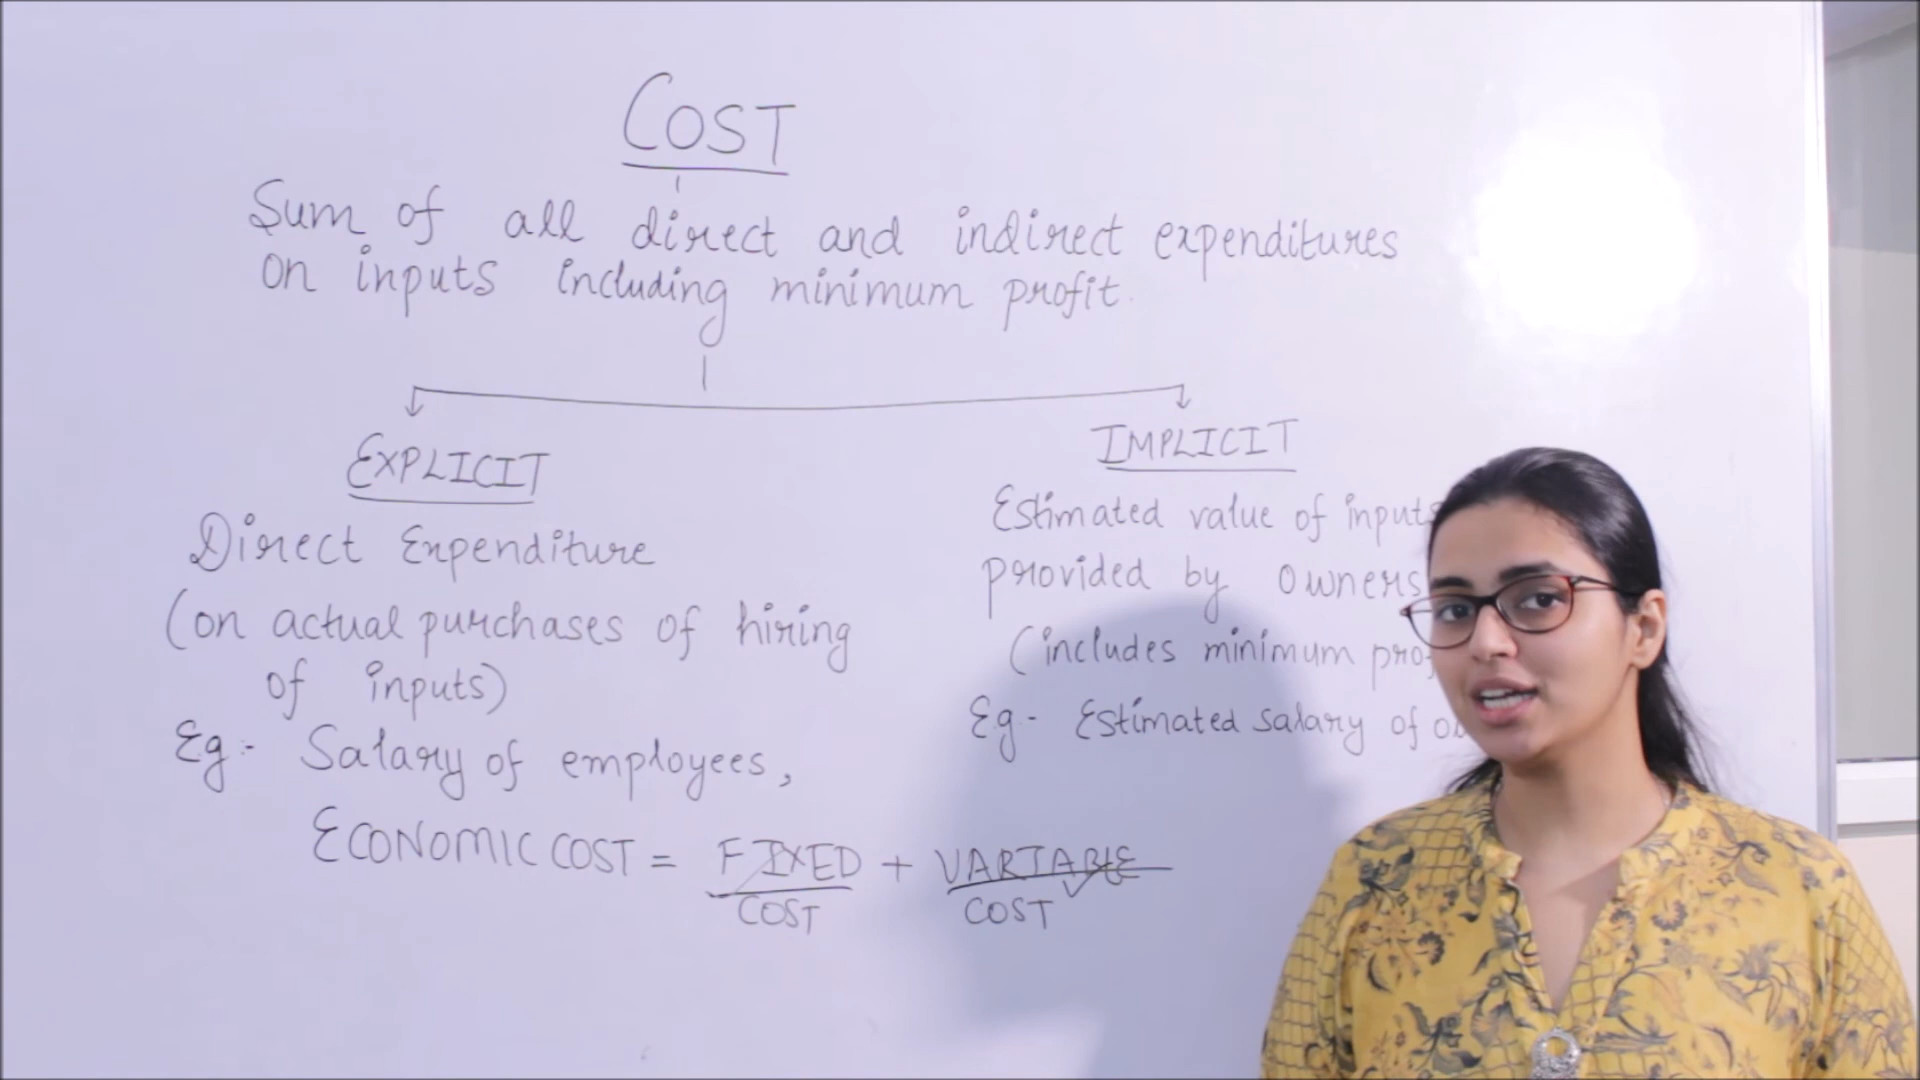 COST
Sum of all direct and indirect expenditures
on inputs including minimum profit.
EXPLICIT
Direct Expenditure
(on actual purchases of hiring
of inputs)
Eg:- Salary of employees,
IMPLICIT
Estimated value of inputs
provided by owners
(includes minimum
Eg- Estimated salary of
ECONOMIC COST = FIXED + VARIABLE
COST COST